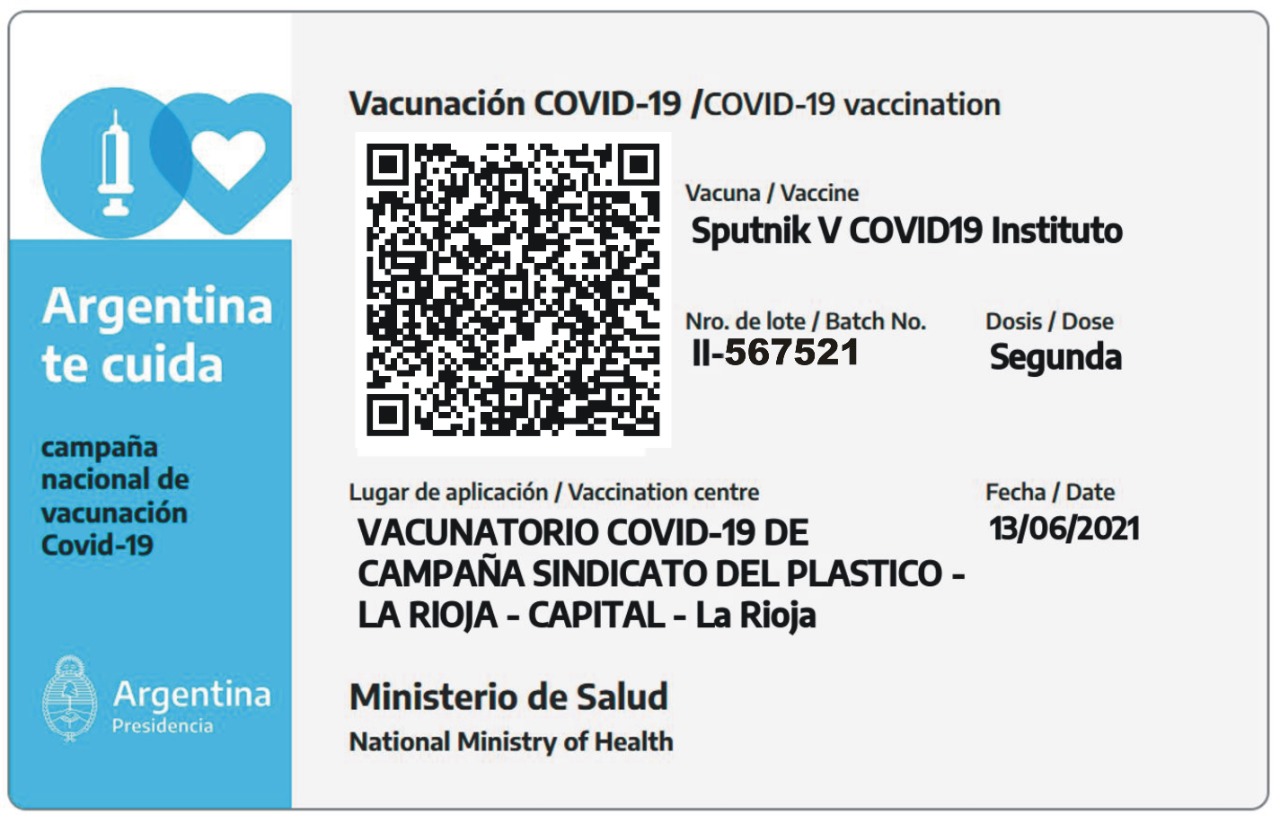 Argentina
te cuida
campaña
nacional de
vacunación
Covid-19
Argentina
Presidencia
Vacunación COVID-19 /COVID-19 vaccination
Vacuna / Vaccine
Sputnik V COVID19 Instituto
Nro. de lote / Batch No.
II-567521
Dosis / Dose
Segunda
Lugar de aplicación / Vaccination centre
VACUNATORIO COVID-19 DE
CAMPAÑA SINDICATO DEL PLASTICO -
LA RIOJA - CAPITAL - La Rioja
Fecha / Date
13/06/2021
Ministerio de Salud
National Ministry of Health